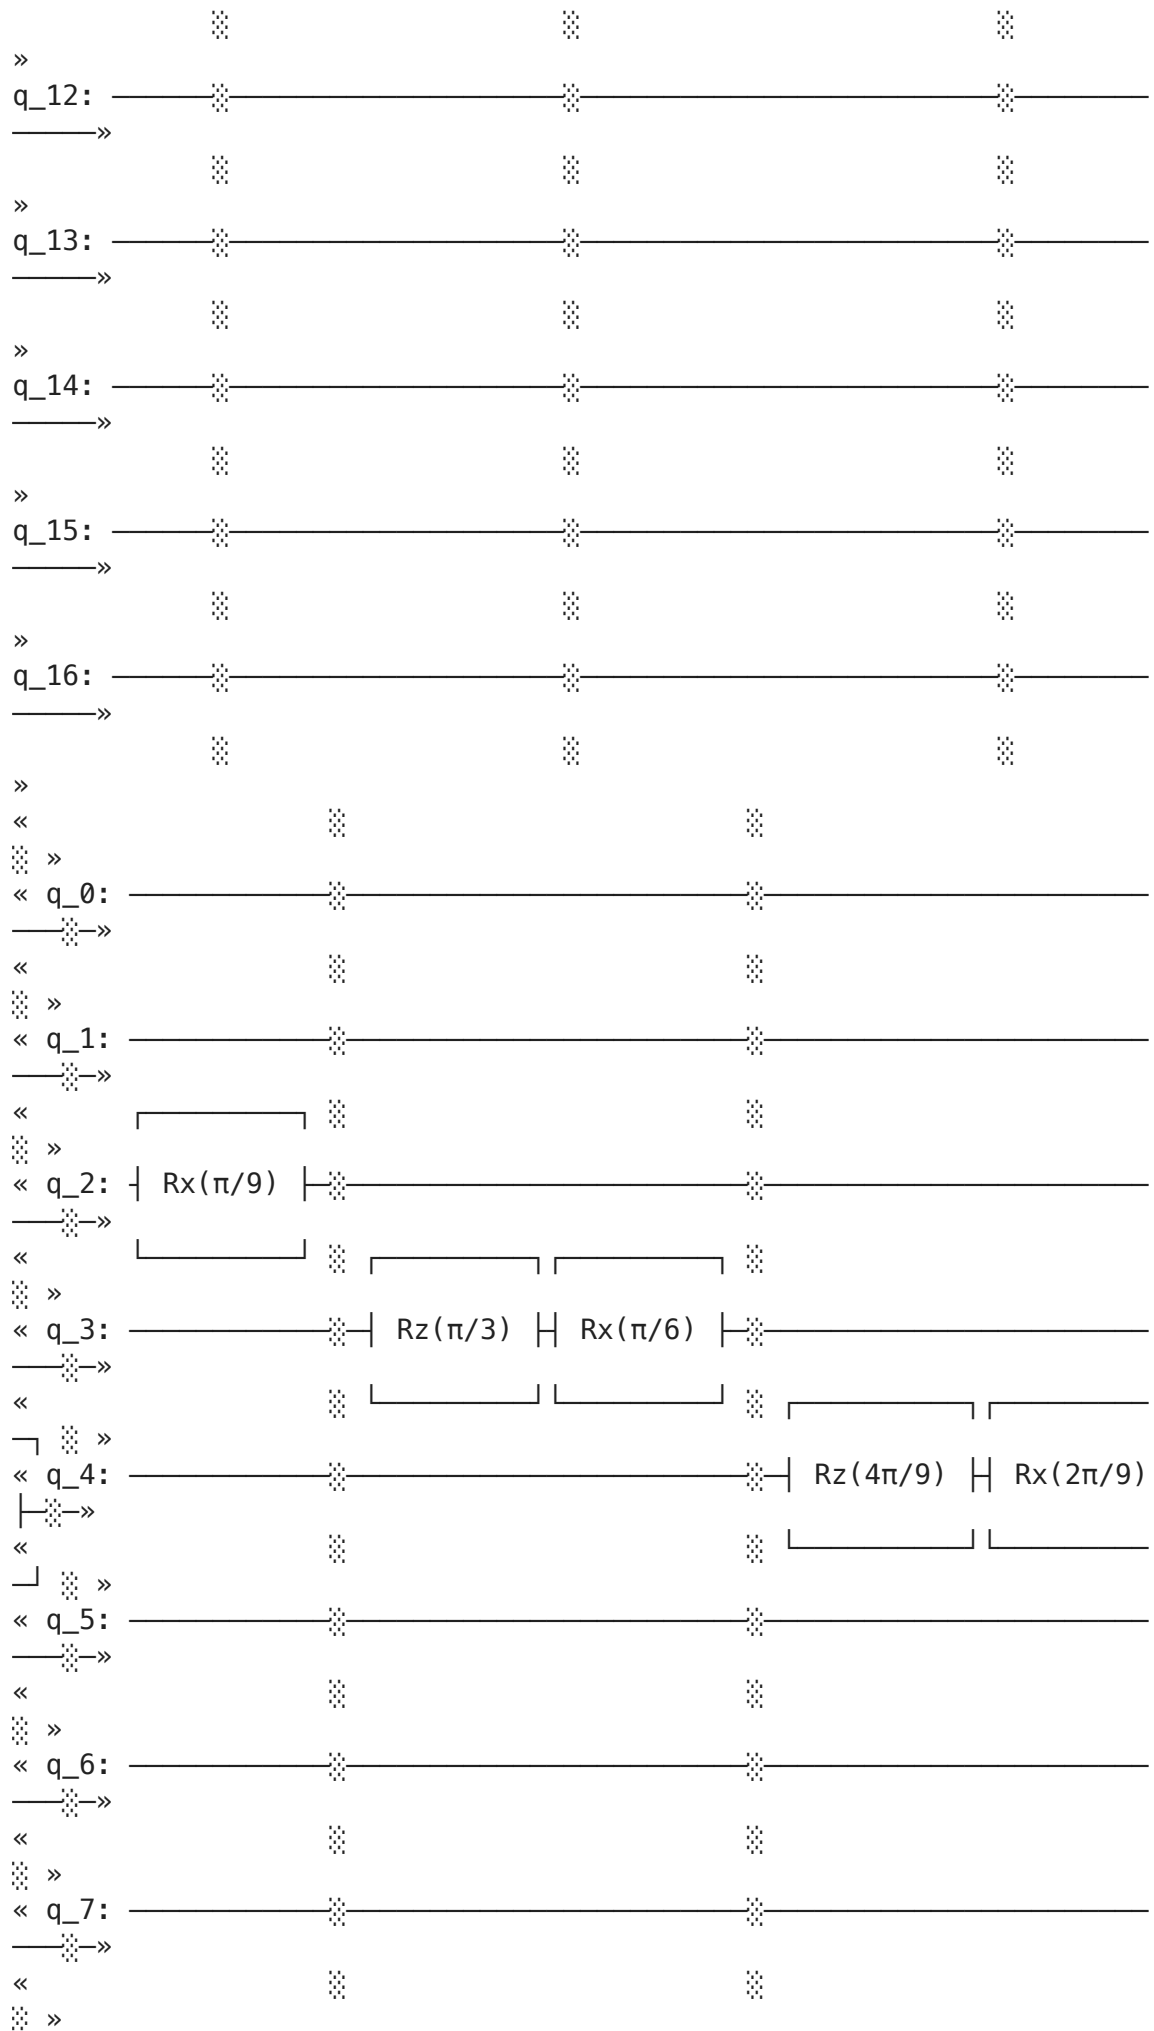 ░ ░ ░
»
q_12: ──────░────────────────────░─────────────────────────░────────
─────»
░ ░ ░
»
q_13: ──────░────────────────────░─────────────────────────░────────
──────»
░ ░ ░
»
q_14: ──────░────────────────────░─────────────────────────░────────
─────»
░ ░ ░
»
q_15: ──────░────────────────────░─────────────────────────░────────
─────»
░ ░ ░
»
q_16: ──────░────────────────────░─────────────────────────░────────
─────»
░ ░ ░
»
« ░ ░
░ »
« q_0: ────────────░────────────────────────░───────────────────────
───░─»
« ░ ░
░ »
« q_1: ────────────░────────────────────────░───────────────────────
───░─»
« ┌──────────┐ ░ ░
░ »
« q_2: ┤ Rx(π/9) ├─░────────────────────────░───────────────────────
───░─»
« └──────────┘ ░ ┌──────────┐┌──────────┐ ░
░ »
« q_3: ────────────░─┤ Rz(π/3) ├┤ Rx(π/6) ├─░───────────────────────
───░─»
« ░ └──────────┘└──────────┘ ░ ┌───────────┐┌──────────
─┐ ░ »
« q_4: ────────────░────────────────────────░─┤ Rz(4π/9) ├┤ Rx(2π/9)
├─░─»
« ░ ░ └───────────┘└──────────
─┘ ░ »
« q_5: ────────────░────────────────────────░───────────────────────
───░─»
« ░ ░
░ »
« q_6: ────────────░────────────────────────░───────────────────────
───░─»
« ░ ░
░ »
« q_7: ────────────░────────────────────────░───────────────────────
───░─»
« ░ ░
░ »